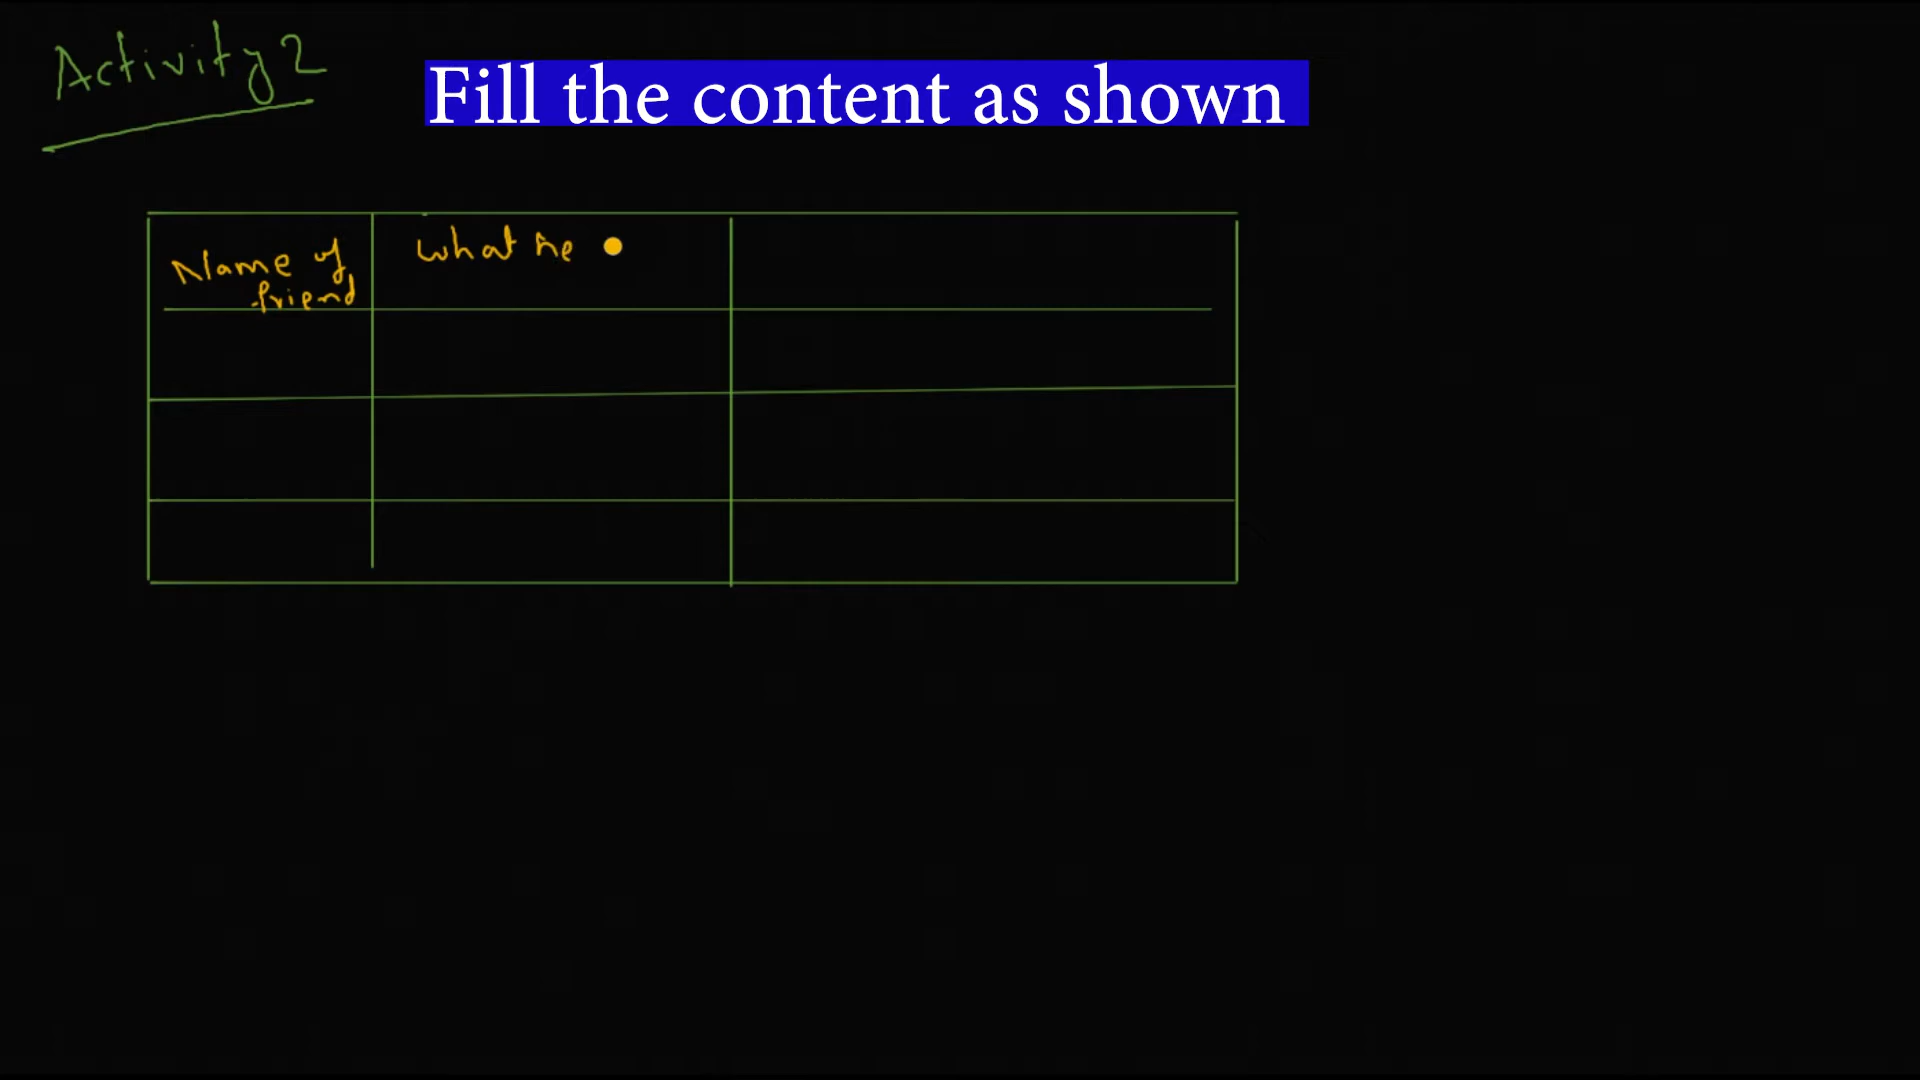 Activity 2
Fill the content as shown
Name of
friend
What he